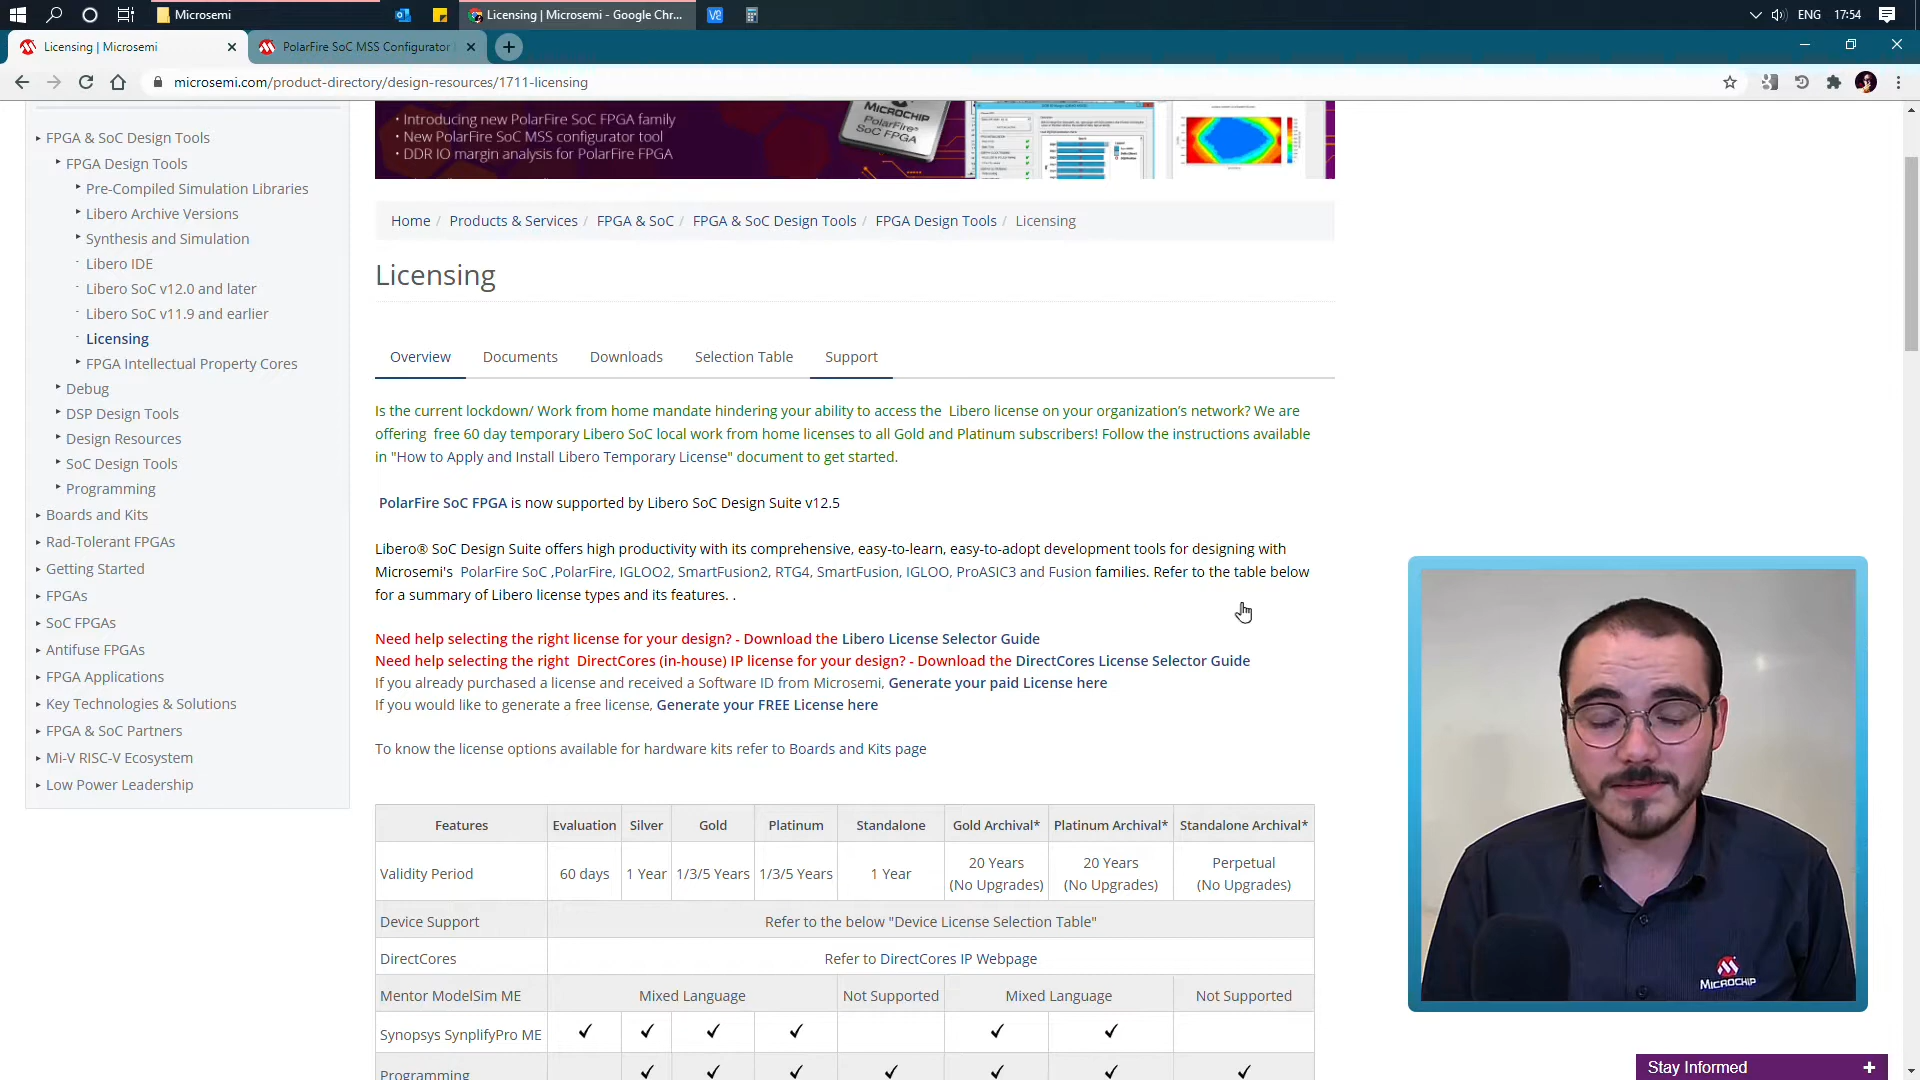 Microsemi
Licensing | Microsemi - Google Chr...
ENG
17:54
Licensing | Microsemi
PolarFire SoC MSS Configurator
microsemi.com/product-directory/design-resources/1711-licensing
FPGA & SoC Design Tools
FPGA Design Tools
Pre-Compiled Simulation Libraries
Libero Archive Versions
Synthesis and Simulation
Libero IDE
Libero SoC v12.0 and later
Libero SoC v11.9 and earlier
Licensing
FPGA Intellectual Property Cores
Debug
DSP Design Tools
Design Resources
SoC Design Tools
Programming
Boards and Kits
Rad-Tolerant FPGAs
Getting Started
FPGAs
SoC FPGAs
Antifuse FPGAs
FPGA Applications
Key Technologies & Solutions
FPGA & SoC Partners
Mi-V RISC-V Ecosystem
Low Power Leadership
• Introducing new PolarFire SoC FPGA family
• New PolarFire SoC MSS configurator tool
• DDR IO margin analysis for PolarFire FPGA
MICROCHIP
PolarFire®
SoC FPGA
Home / Products & Services / FPGA & SoC / FPGA & SoC Design Tools / FPGA Design Tools / Licensing
Licensing
Overview Documents Downloads Selection Table Support
Is the current lockdown/ Work from home mandate hindering your ability to access the Libero license on your organization's network? We are
offering free 60 day temporary Libero SoC local work from home licenses to all Gold and Platinum subscribers! Follow the instructions available
in "How to Apply and Install Libero Temporary License" document to get started.
PolarFire SoC FPGA is now supported by Libero SoC Design Suite v12.5
Libero® SoC Design Suite offers high productivity with its comprehensive, easy-to-learn, easy-to-adopt development tools for designing with
Microsemi's PolarFire SoC ,PolarFire, IGLOO2, SmartFusion2, RTG4, SmartFusion, IGLOO, ProASIC3 and Fusion families. Refer to the table below
for a summary of Libero license types and its features. .
Need help selecting the right license for your design? - Download the Libero License Selector Guide
Need help selecting the right DirectCores (in-house) IP license for your design? - Download the DirectCores License Selector Guide
If you already purchased a license and received a Software ID from Microsemi, Generate your paid License here
If you would like to generate a free license, Generate your FREE License here
To know the license options available for hardware kits refer to Boards and Kits page
Features Evaluation Silver Gold Platinum Standalone Gold Archival* Platinum Archival* Standalone Archival*
Validity Period 60 days 1 Year 1/3/5 Years 1/3/5 Years 1 Year 20 Years (No Upgrades) 20 Years (No Upgrades) Perpetual (No Upgrades)
Device Support Refer to the below "Device License Selection Table"
DirectCores Refer to DirectCores IP Webpage
Mentor ModelSim ME Mixed Language Not Supported Mixed Language Not Supported
Synopsys SynplifyPro ME ✓ ✓ ✓ ✓ ✓ ✓
Programming ✓ ✓ ✓ ✓ ✓ ✓ ✓
MICROCHIP
Stay Informed +